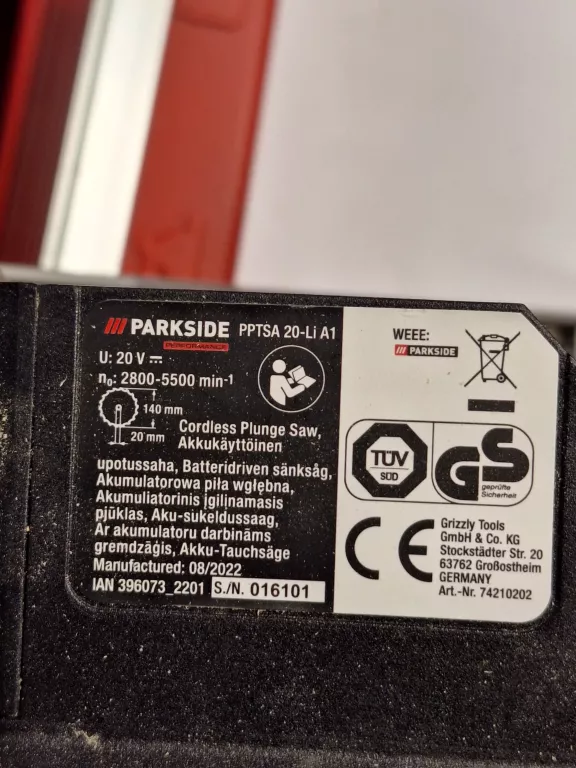 /// PARKSIDE PPTSA 20-Li A1
PERFORMANCE
U: 20 V ⎓
n₀: 2800-5500 min⁻¹
140 mm
20 mm
Cordless Plunge Saw,
Akkukäyttöinen
upotussaha, Batteridriven sänksåg,
Akumulatorowa piła wgłębna,
Akumuliatorinis įgilinamasis
pjūklas, Aku-sukeldussaag,
Ar akumulatoru darbināms
gremdzāģis, Akku-Tauchsäge
Manufactured: 08/2022
IAN 396073_2201 S./N. 016101
WEEE:
/// PARKSIDE
TÜV
SÜD
GS
geprüfte
Sicherheit
CE
Grizzly Tools
GmbH & Co. KG
Stockstädter Str. 20
63762 Großostheim
GERMANY
Art.-Nr. 74210202